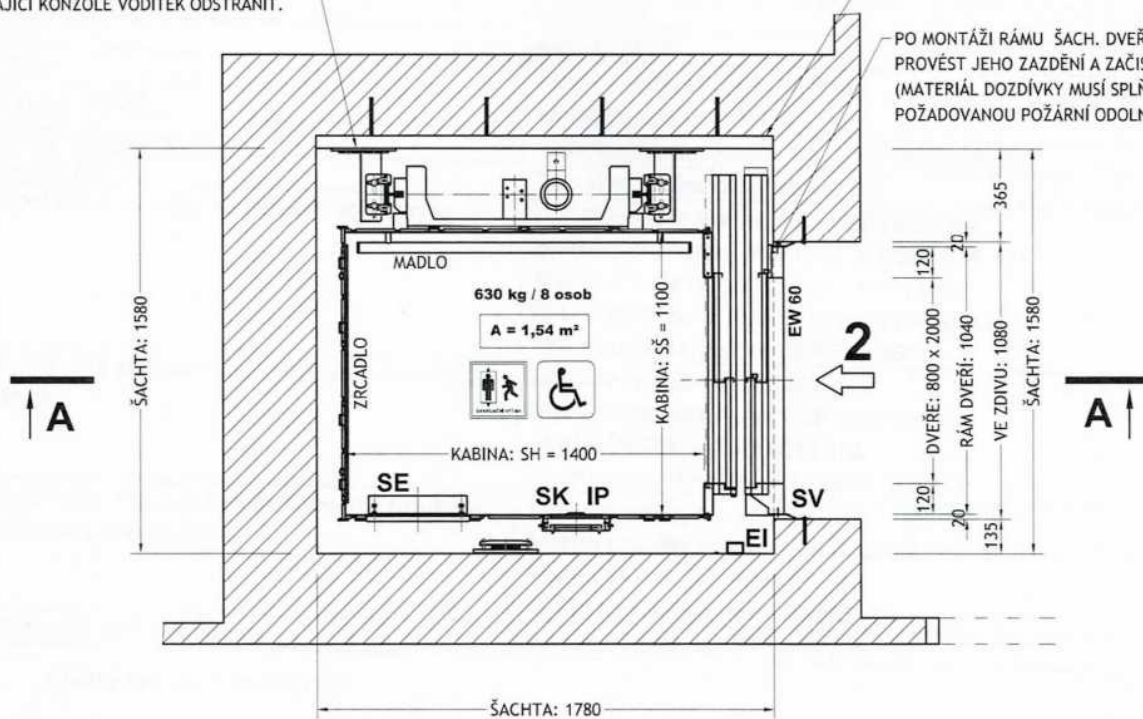 AJÍCÍ KONZOLE VODÍTEK ODSTRANIT.
PO MONTÁŽI RÁMU ŠACH. DVEŘ
PROVÉST JEHO ZAZDĚNÍ A ZAČIS
(MATERIÁL DOZDÍVKY MUSÍ SPLŇ
POŽADOVANOU POŽÁRNÍ ODOLN
MADLO
630 kg / 8 osob
A = 1,54 m²
ZRCADLO
KABINA: SŠ = 1100
KABINA: SH = 1400
ŠACHTA: 1580
A
SE
SK IP
EI
SV
EW 60
2
120
DVEŘE: 800 x 2000
120
20
RÁM DVEŘÍ: 1040
20
365
VE ZDIVU: 1080
135
ŠACHTA: 1580
A
ŠACHTA: 1780